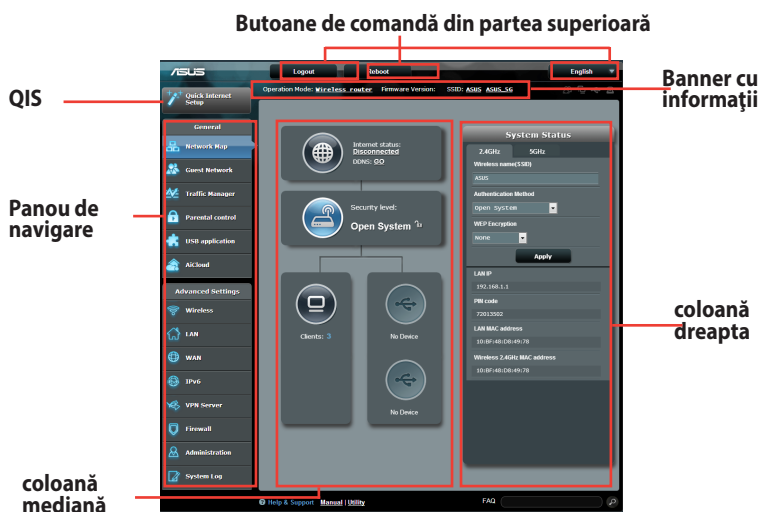 Butoane de comandă din partea superioară
ASUS
Logout
Reboot
English
QIS
Quick Internet
Setup
Operation Mode: Wireless router Firmware Version: SSID: ASUS ASUS_5G
Banner cu
informaţii
Panou de
navigare
General
Network Map
Guest Network
Traffic Manager
Parental control
USB application
AiCloud
Advanced Settings
Wireless
LAN
WAN
IPv6
VPN Server
Firewall
Administration
System Log
Internet status:
Disconnected
DDNS: GO
Security level:
Open System
Clients: 3
No Device
No Device
System Status
2.4GHz 5GHz
Wireless name(SSID)
ASUS
Authentication Method
Open System
WEP Encryption
None
Apply
LAN IP
192.168.1.1
PIN code
72013502
LAN MAC address
10:BF:48:D8:49:78
Wireless 2.4GHz MAC address
10:BF:48:D8:49:78
coloană
dreapta
coloană
mediană
Help & Support Manual | Utility
FAQ